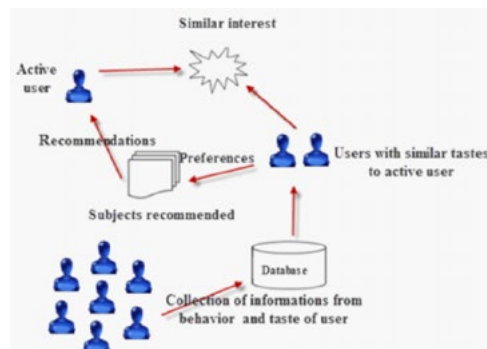 Similar interest
Active
user
Recommendations
Preferences
Users with similar tastes
to active user
Subjects recommended
Database
Collection of informations from
behavior and taste of user